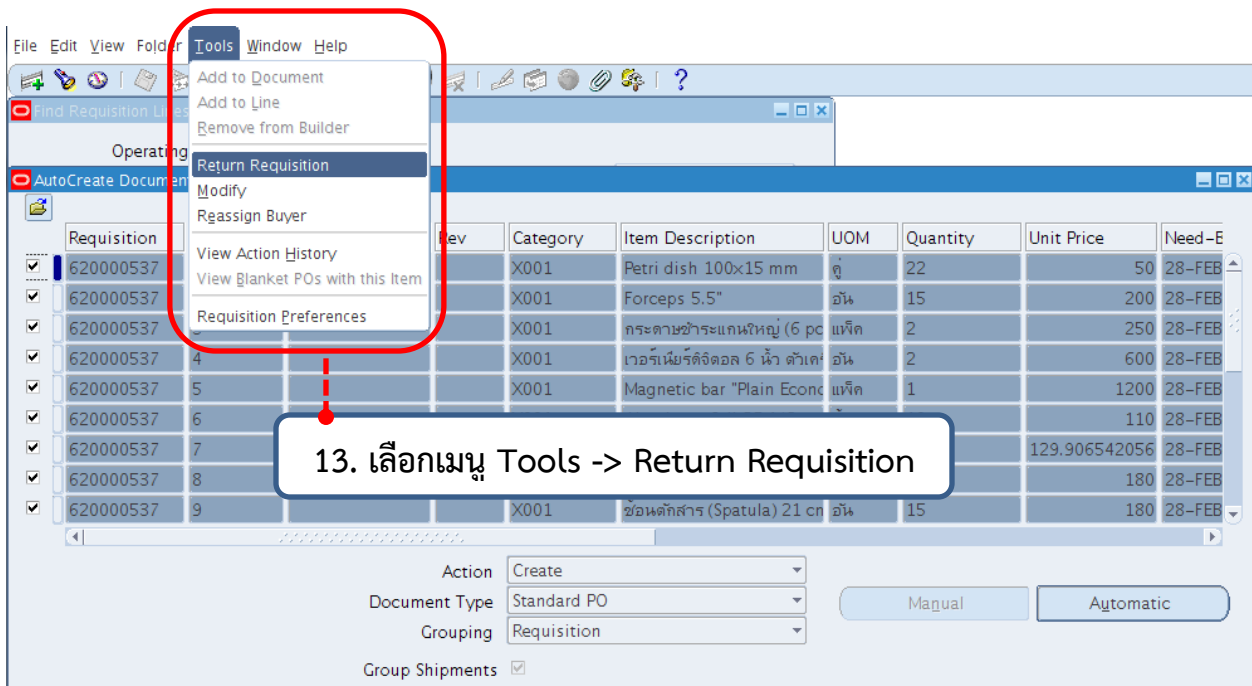 File Edit View Folder Tools Window Help
Add to Document
Add to Line
Remove from Builder
Return Requisition
Modify
Reassign Buyer
View Action History
View Blanket POs with this Item
Requisition Preferences
Find Requisition Lines
Operating
AutoCreate Documen
Requisition Rev Category Item Description UOM Quantity Unit Price Need-B
620000537 X001 Petri dish 100x15 mm คู่ 22 50 28-FEB
620000537 X001 Forceps 5.5" อัน 15 200 28-FEB
620000537 X001 กระดาษชำระแกนใหญ่ (6 pc แพ็ค 2 250 28-FEB
620000537 4 X001 เวอร์เนียร์ดิจิตอล 6 นิ้ว ตัวเค อัน 2 600 28-FEB
620000537 5 X001 Magnetic bar "Plain Econo แพ็ค 1 1200 28-FEB
620000537 6 110 28-FEB
620000537 7 129.906542056 28-FEB
620000537 8 180 28-FEB
620000537 9 X001 ช้อนตักสาร (Spatula) 21 cm อัน 15 180 28-FEB
13. เลือกเมนู Tools -> Return Requisition
Action Create
Document Type Standard PO
Manual Automatic
Grouping Requisition
Group Shipments